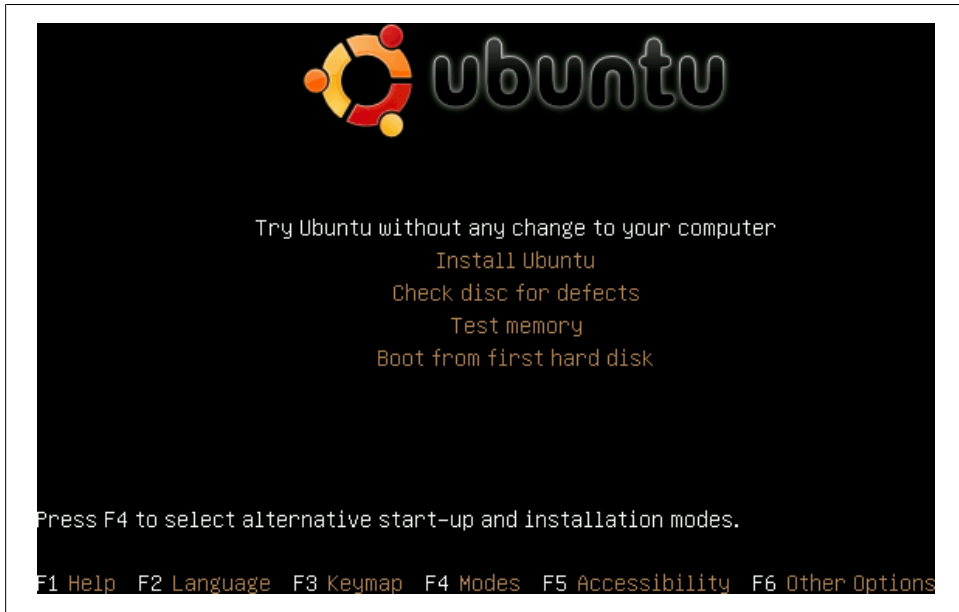 ubuntu
Try Ubuntu without any change to your computer
Install Ubuntu
Check disc for defects
Test memory
Boot from first hard disk
Press F4 to select alternative start-up and installation modes.
F1 Help F2 Language F3 Keymap F4 Modes F5 Accessibility F6 Other Options